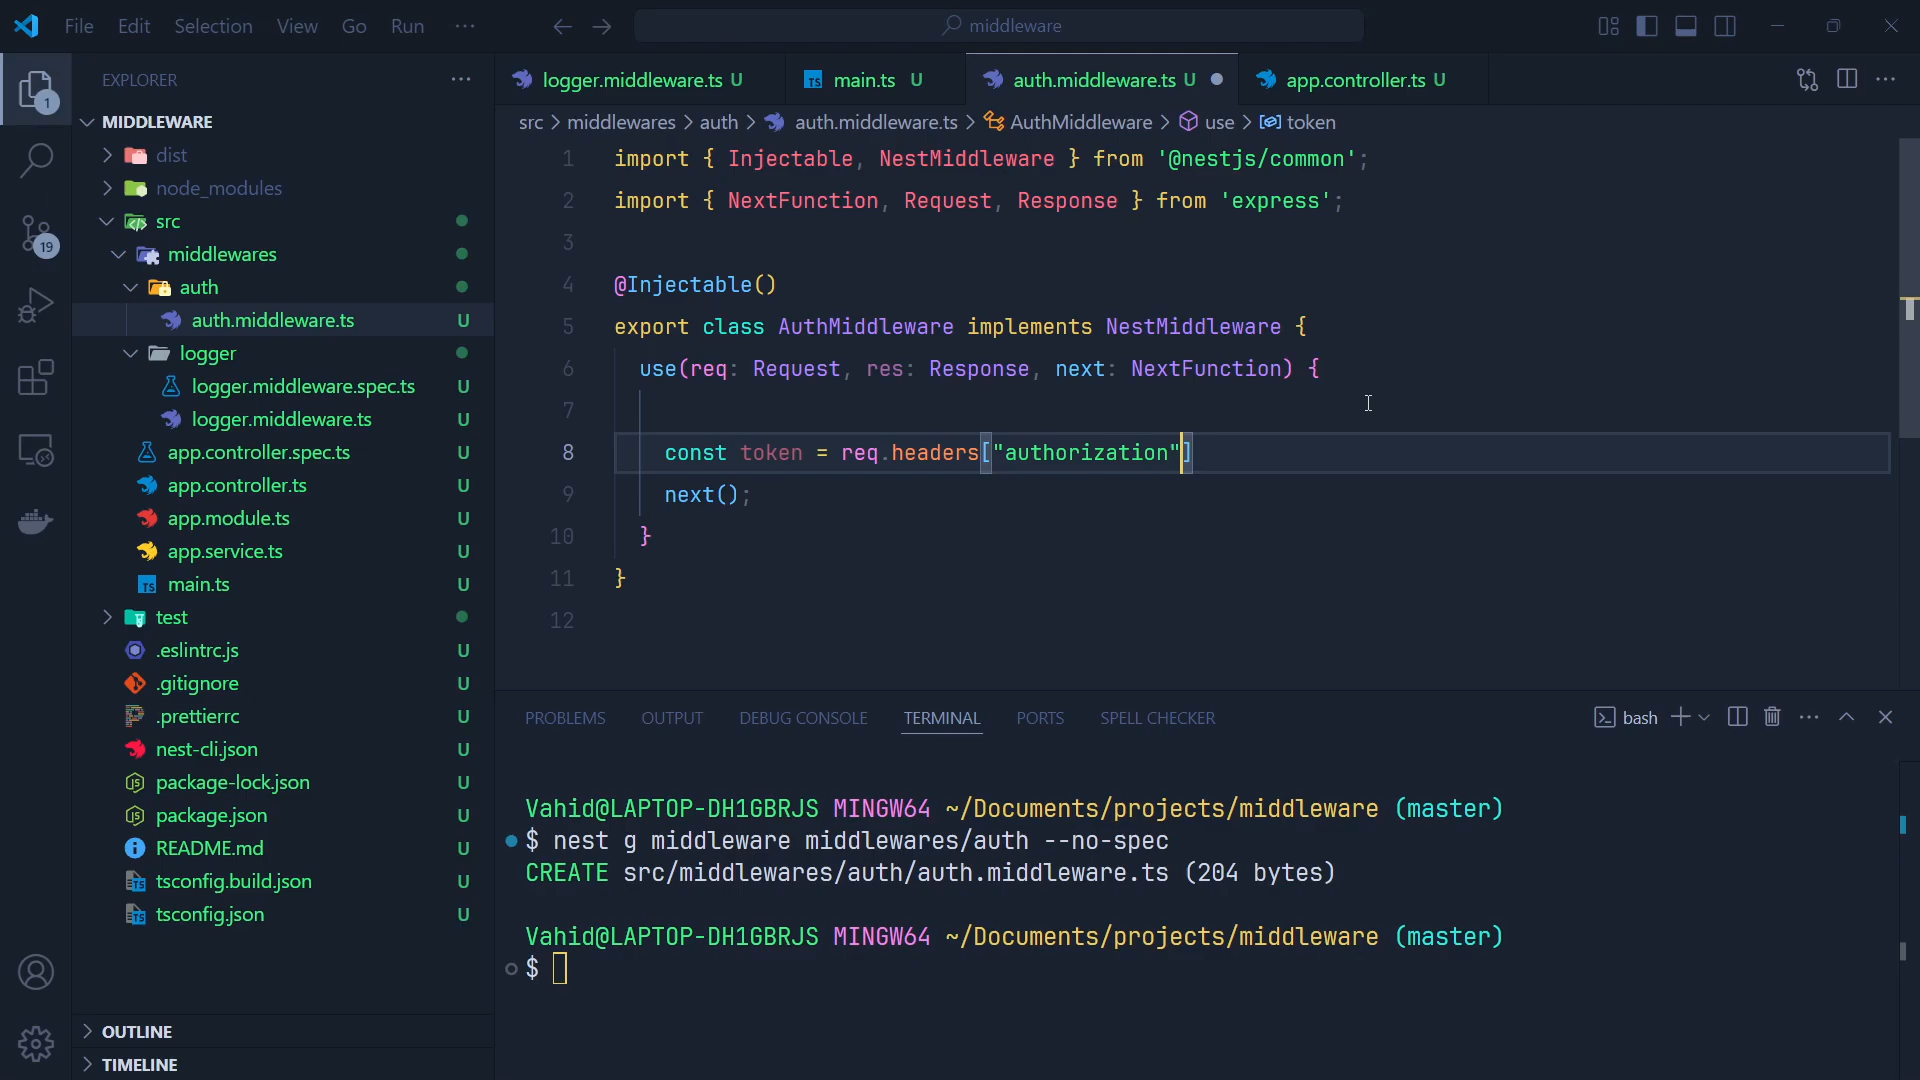 File Edit Selection View Go Run ···
middleware
EXPLORER
logger.middleware.ts U
main.ts U
auth.middleware.ts U
app.controller.ts U
src > middlewares > auth > auth.middleware.ts > AuthMiddleware > use > token
1
19
MIDDLEWARE
dist
node_modules
src
middlewares
auth
auth.middleware.ts U
logger
logger.middleware.spec.ts U
logger.middleware.ts U
app.controller.spec.ts U
app.controller.ts U
app.module.ts U
app.service.ts U
main.ts U
test
.eslintrc.js U
.gitignore U
.prettierrc U
nest-cli.json U
package-lock.json U
package.json U
README.md U
tsconfig.build.json U
tsconfig.json U
OUTLINE
TIMELINE
1 import { Injectable, NestMiddleware } from '@nestjs/common';
2 import { NextFunction, Request, Response } from 'express';
3
4 @Injectable()
5 export class AuthMiddleware implements NestMiddleware {
6 use(req: Request, res: Response, next: NextFunction) {
7
8 const token = req.headers["authorization"]
9 next();
10 }
11 }
12
PROBLEMS OUTPUT DEBUG CONSOLE TERMINAL PORTS SPELL CHECKER
bash
Vahid@LAPTOP-DH1GBRJS MINGW64 ~/Documents/projects/middleware (master)
$ nest g middleware middlewares/auth --no-spec
CREATE src/middlewares/auth/auth.middleware.ts (204 bytes)
Vahid@LAPTOP-DH1GBRJS MINGW64 ~/Documents/projects/middleware (master)
$